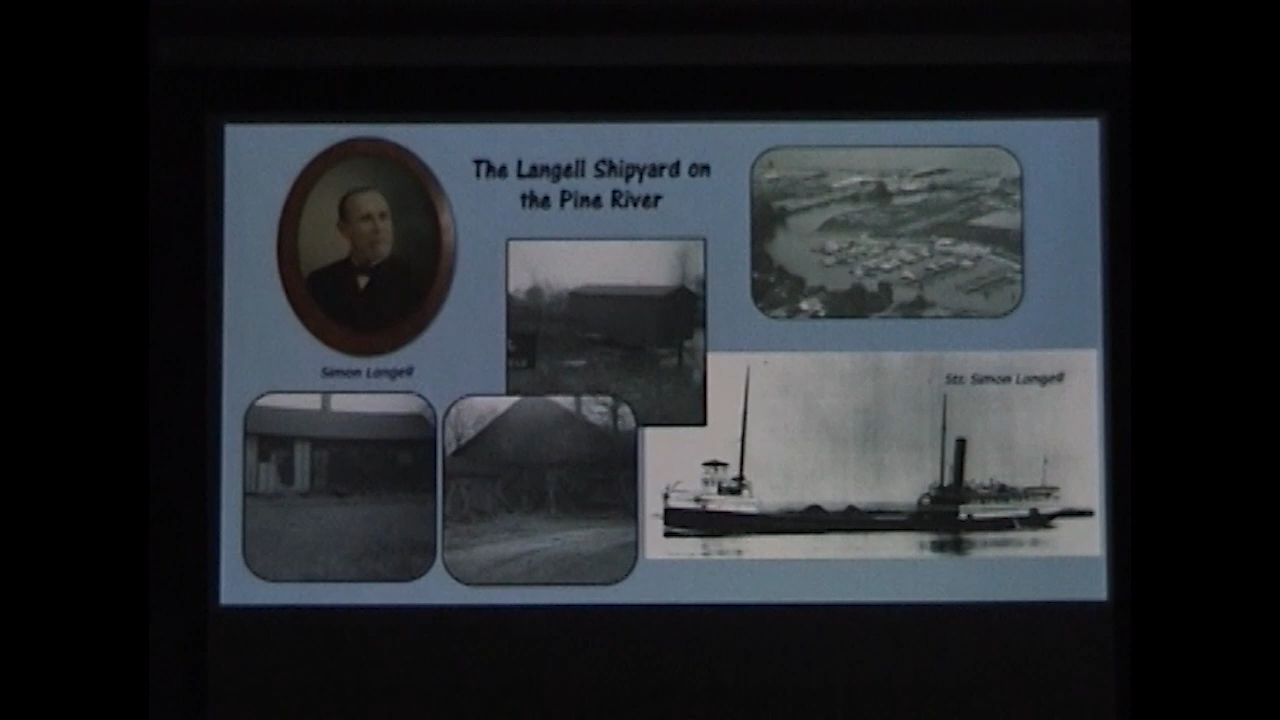 The Langell Shipyard on
the Pine River
Simon Langell
Str. Simon Langell